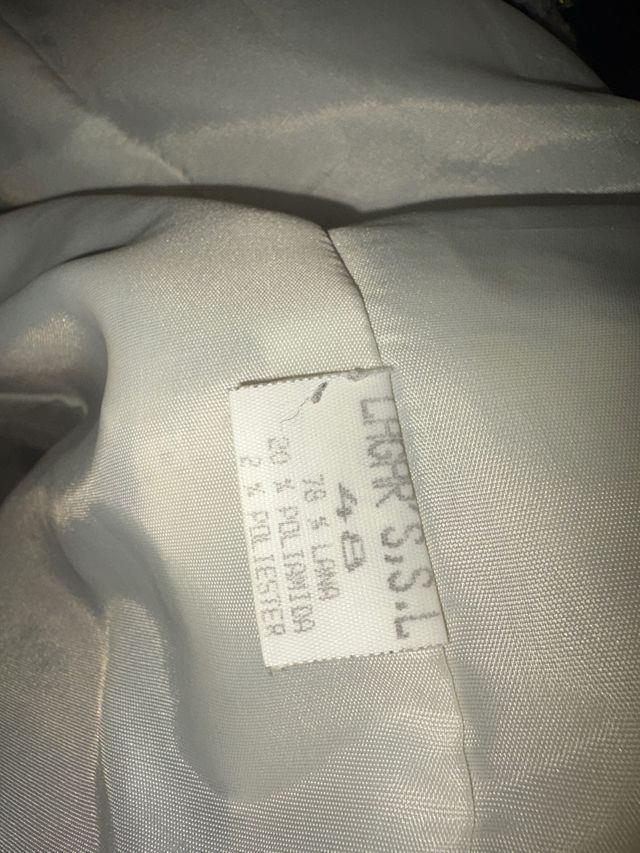 LAGAR'S,S.L
48
78 % LANA
20 % POLIAMIDA
2 % POLIESTER